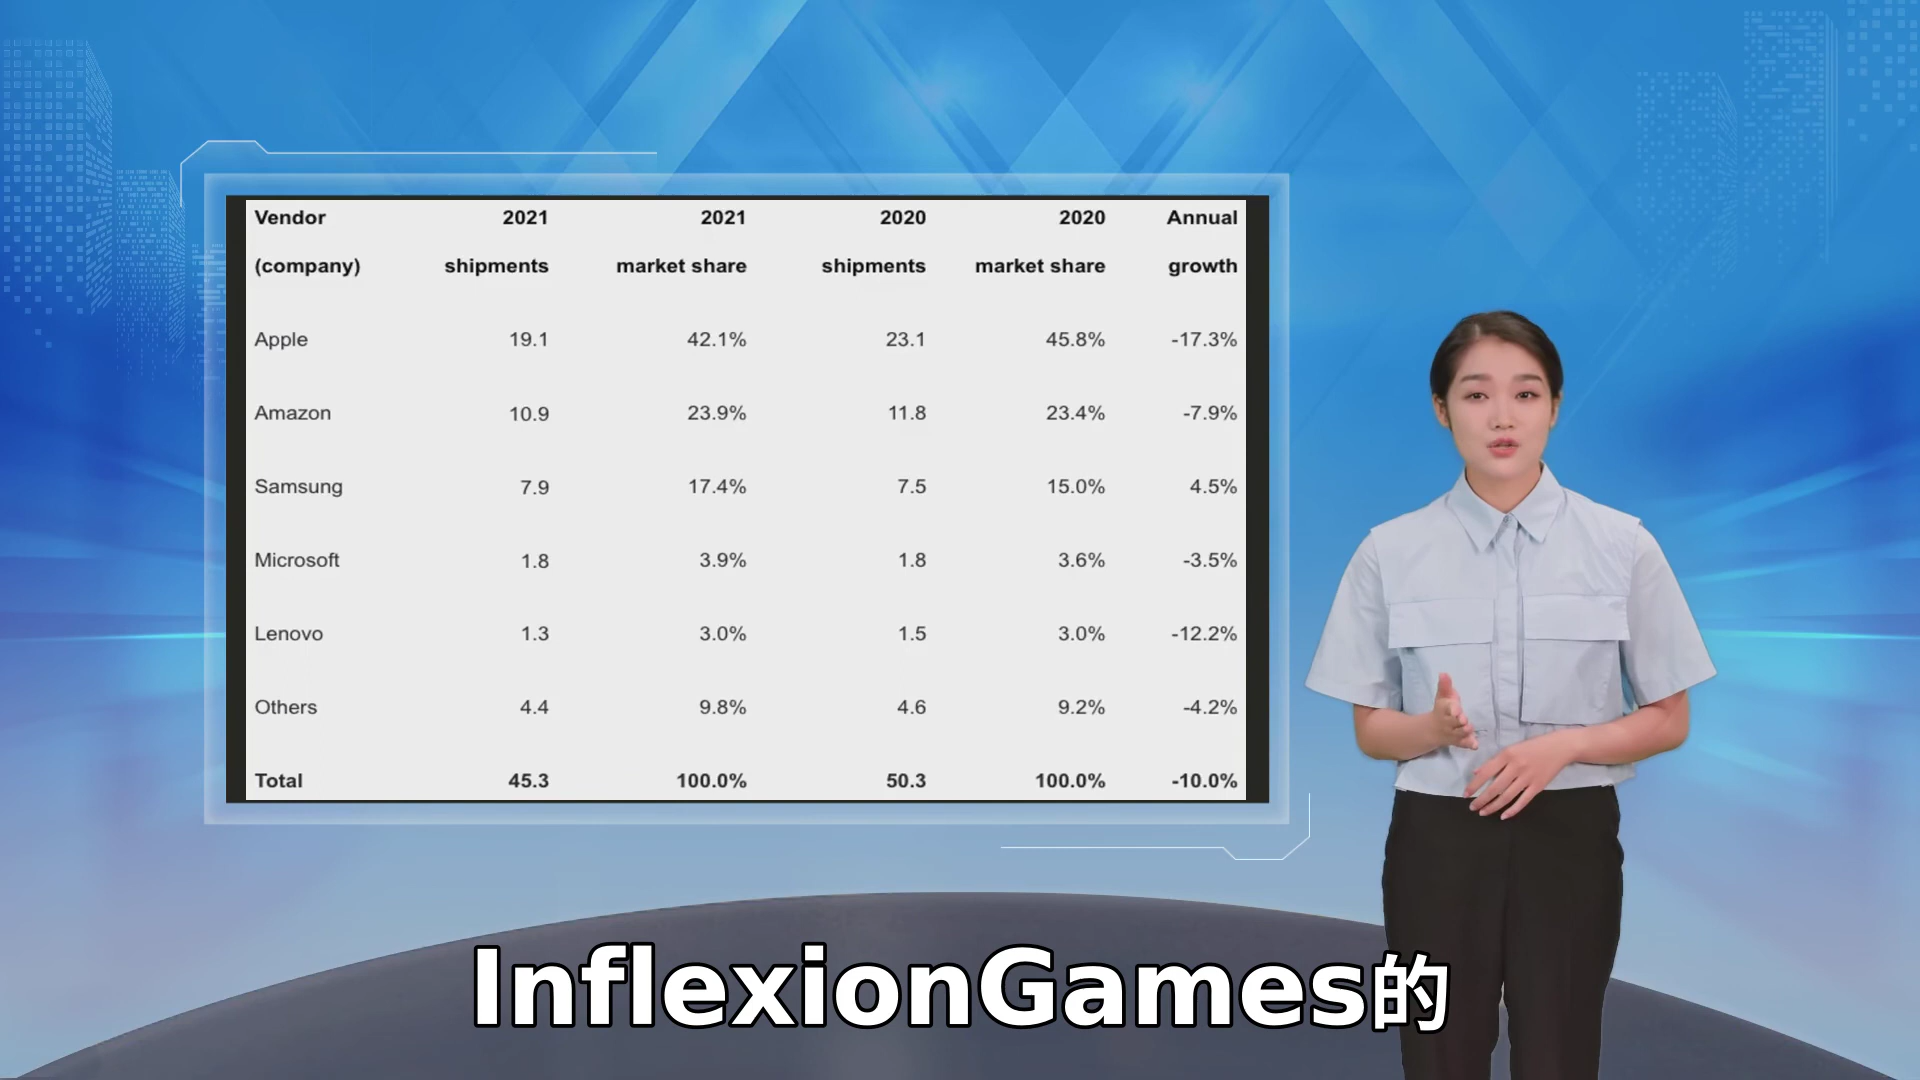 Vendor 2021 2021 2020 2020 Annual
(company) shipments market share shipments market share growth
Apple 19.1 42.1% 23.1 45.8% -17.3%
Amazon 10.9 23.9% 11.8 23.4% -7.9%
Samsung 7.9 17.4% 7.5 15.0% 4.5%
Microsoft 1.8 3.9% 1.8 3.6% -3.5%
Lenovo 1.3 3.0% 1.5 3.0% -12.2%
Others 4.4 9.8% 4.6 9.2% -4.2%
Total 45.3 100.0% 50.3 100.0% -10.0%
InflexionGames的